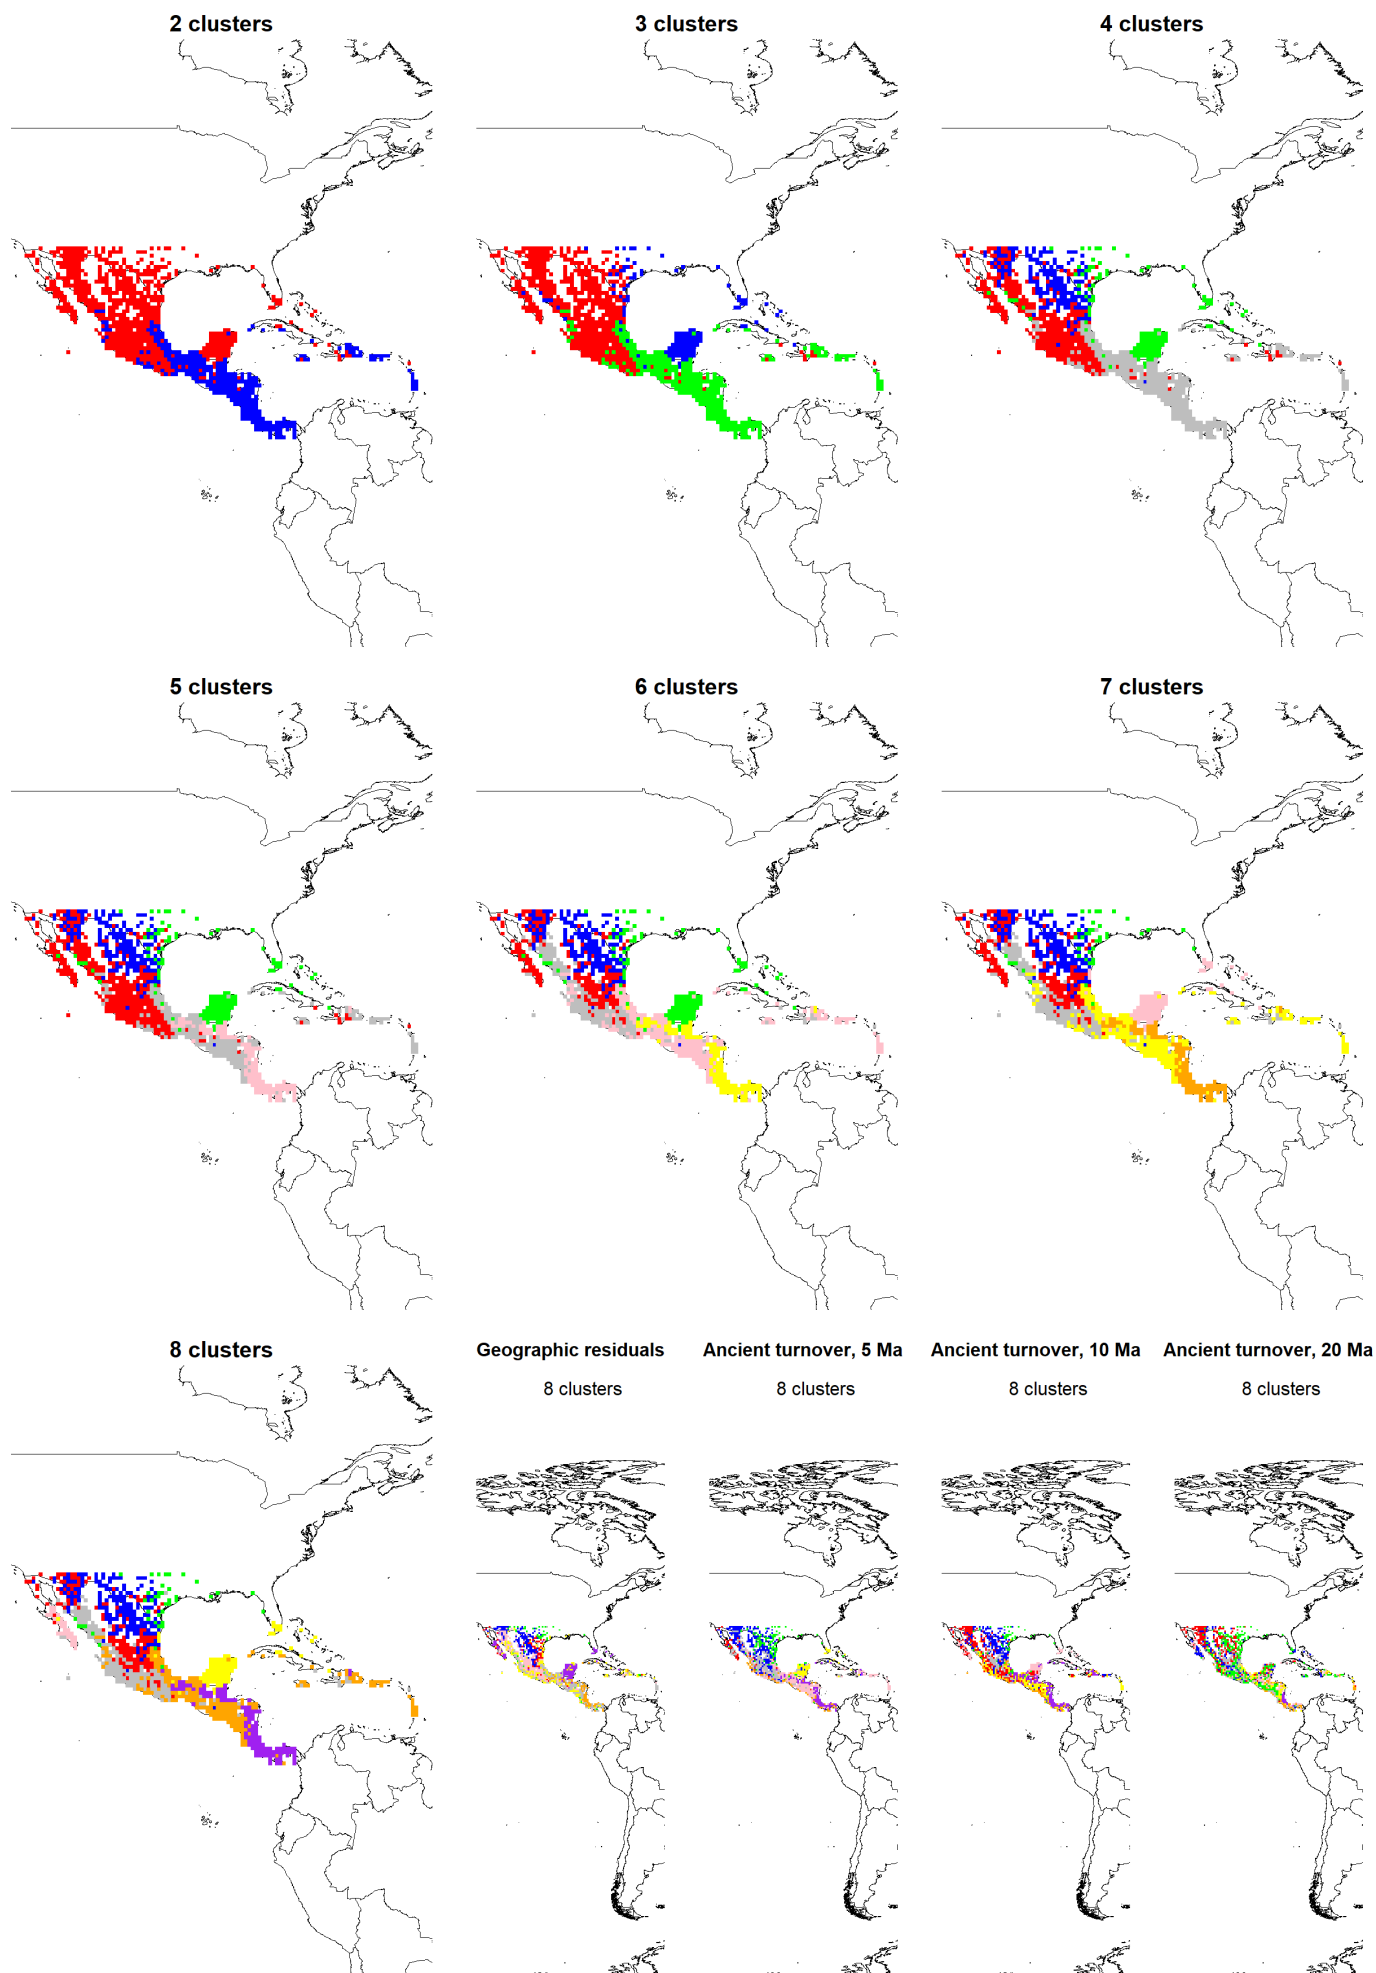 2 clusters
3 clusters
4 clusters
5 clusters
6 clusters
7 clusters
8 clusters
Geographic residuals
8 clusters
Ancient turnover, 5 Ma
8 clusters
Ancient turnover, 10 Ma
8 clusters
Ancient turnover, 20 Ma
8 clusters